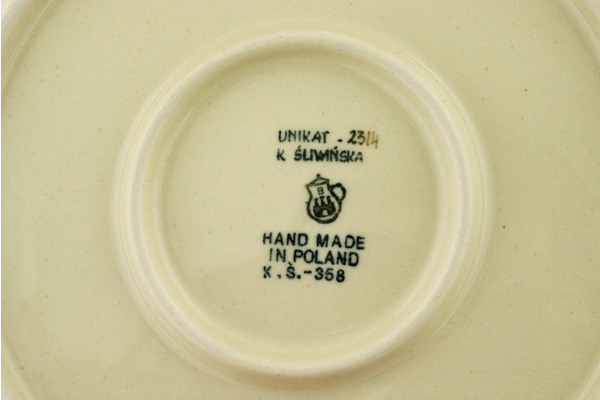 UNIKAT - 2314
K ŚLIWIŃSKA
B
HAND MADE
IN POLAND
K.Ś.-358